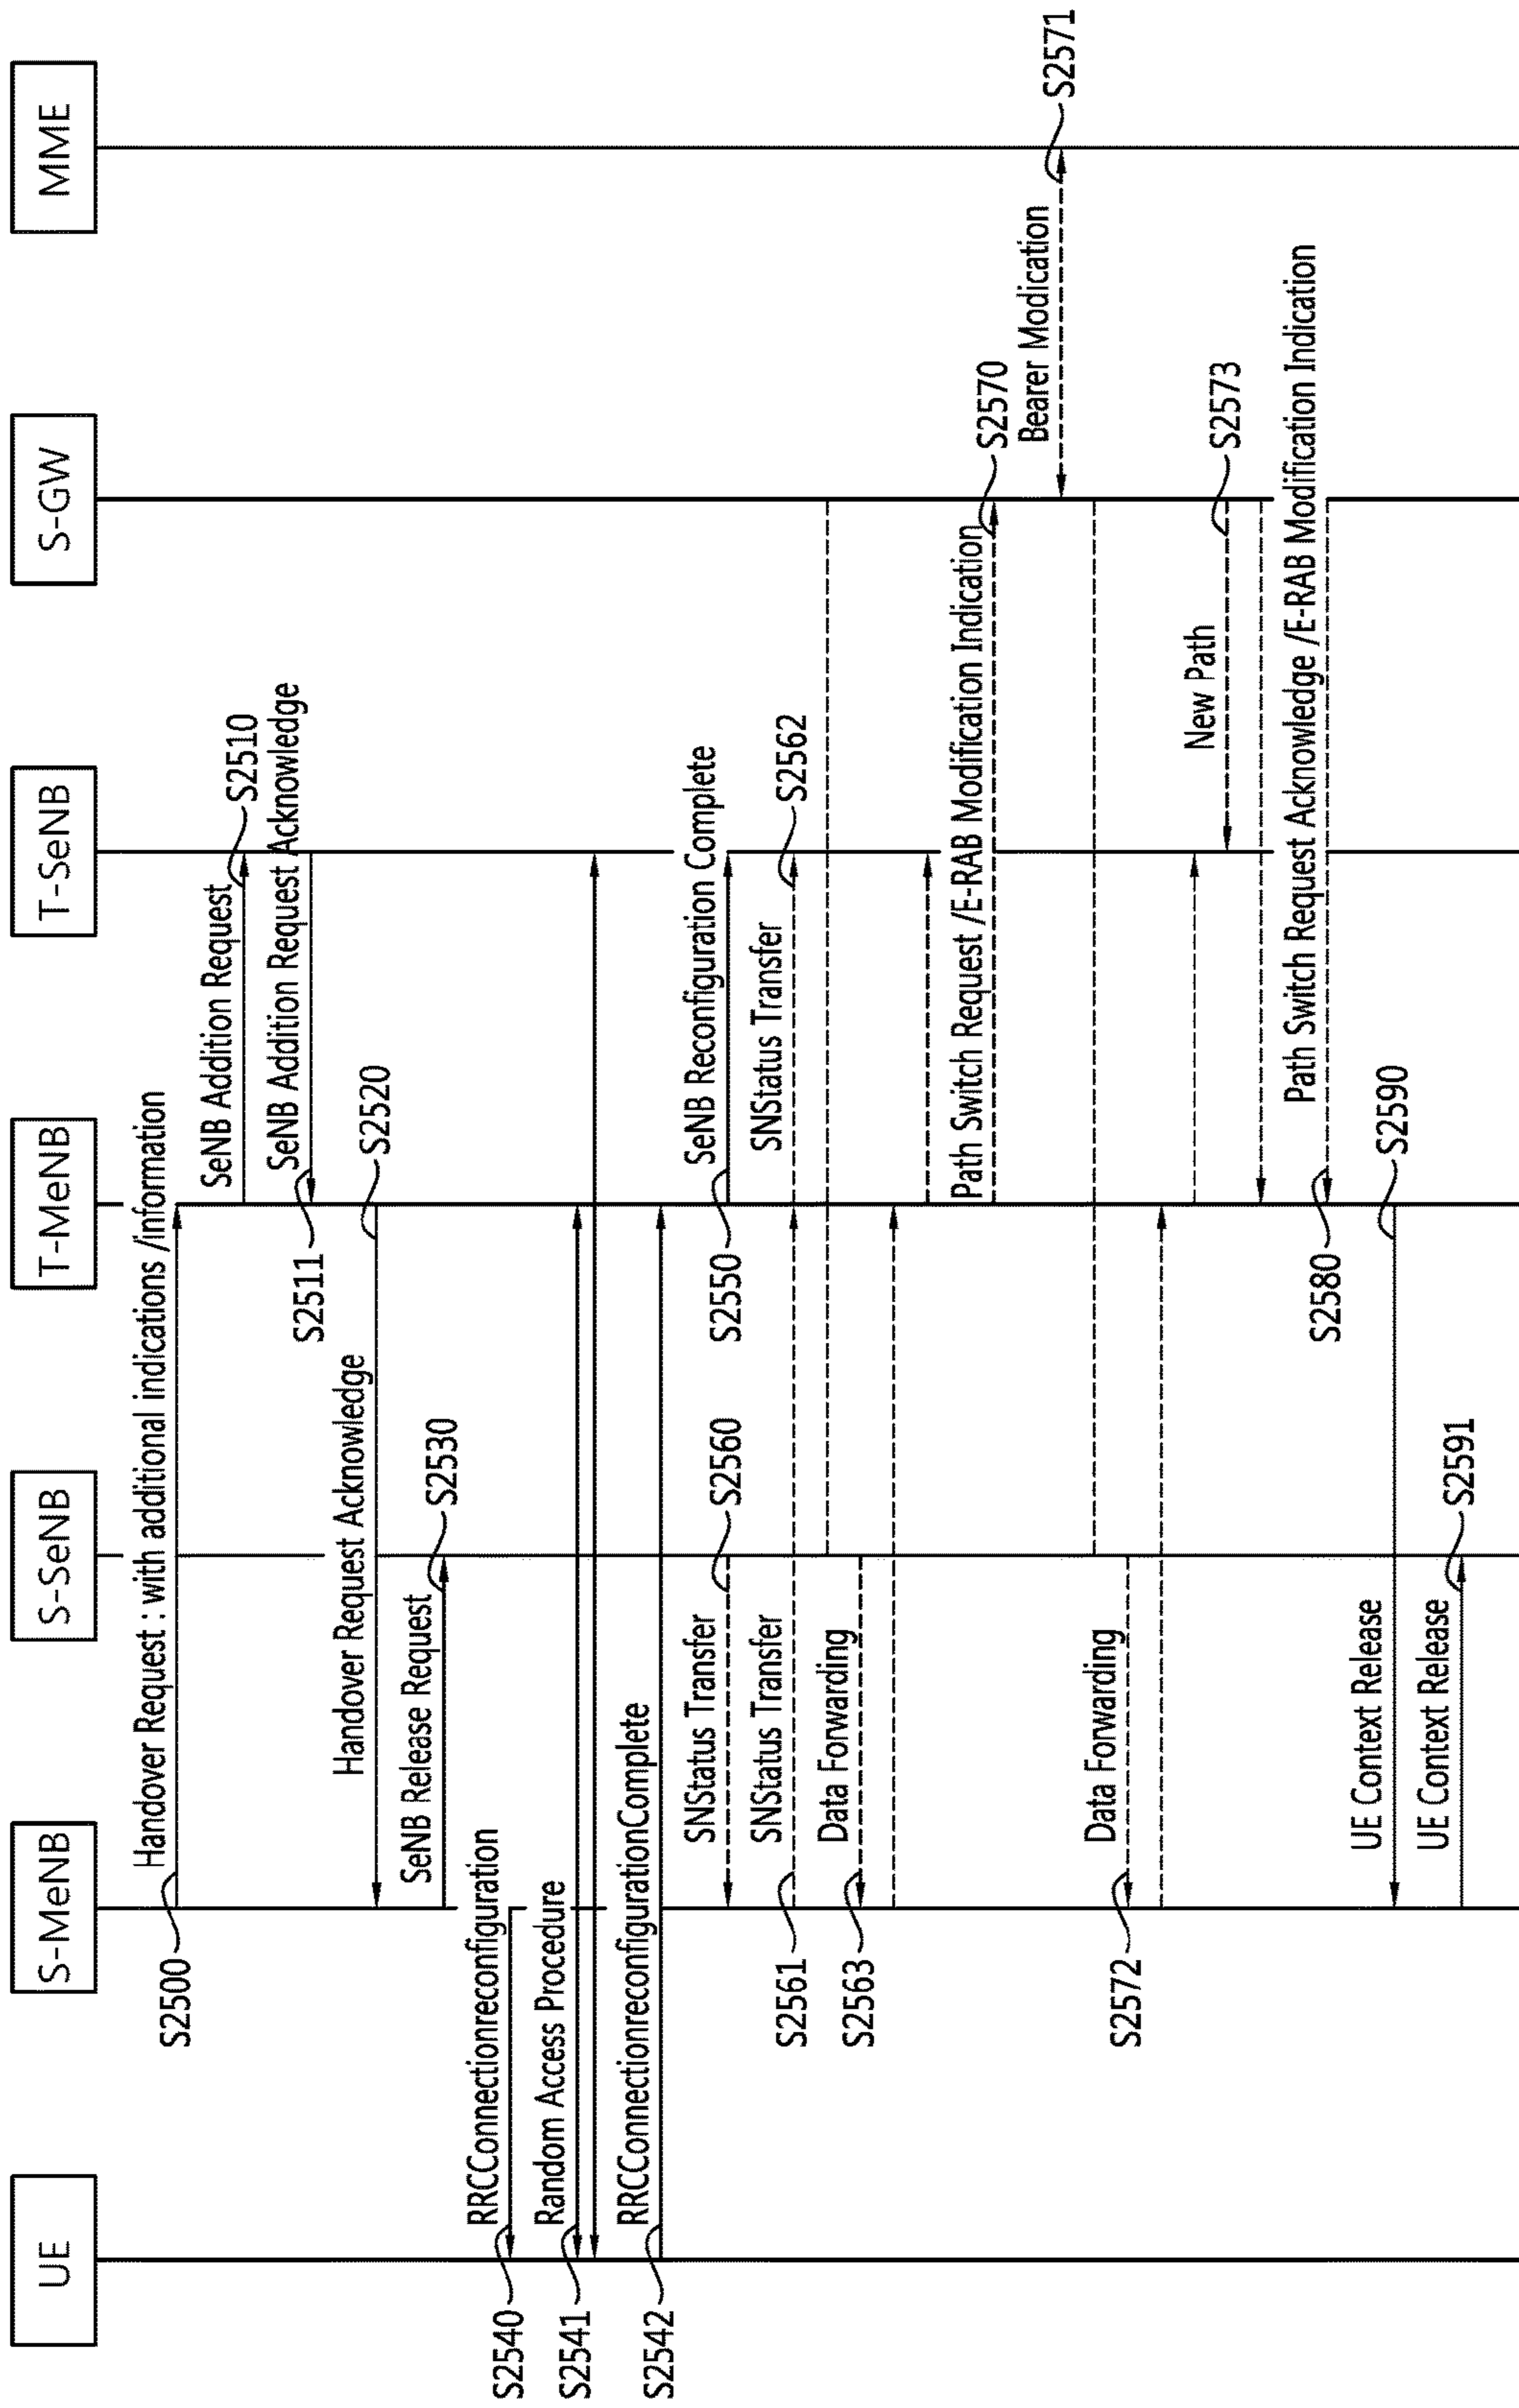 UE
S-MeNB
S-SeNB
T-MeNB
T-SeNB
S-GW
MME
Handover Request : with additional indications /information
S2500
SeNB Addition Request
S2510
SeNB Addition Request Acknowledge
S2511
Handover Request Acknowledge
S2520
SeNB Release Request
S2530
RRCConnectionreconfiguration
S2540
Random Access Procedure
S2541
RRCConnectionreconfigurationComplete
S2542
SNStatus Transfer
S2560
SeNB Reconfiguration Complete
S2550
SNStatus Transfer
S2561
SNStatus Transfer
S2562
Data Forwarding
S2563
Path Switch Request /E-RAB Modification Indication
S2570
Bearer Modication
S2571
Data Forwarding
S2572
New Path
S2573
Path Switch Request Acknowledge /E-RAB Modification Indication
S2580
UE Context Release
S2590
UE Context Release
S2591